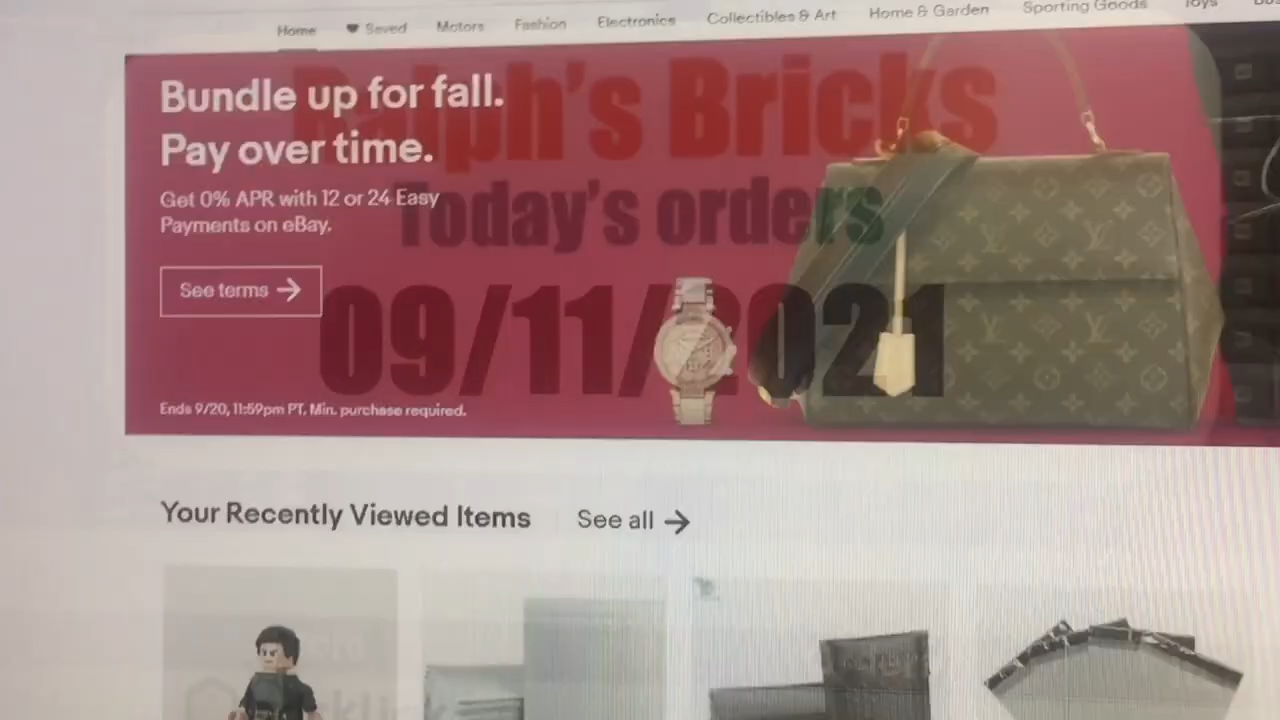 Home Saved Motors Fashion Electronics Collectibles & Art Home & Garden Sporting Goods Toys
Bundle up for fall.
Pay over time.
Get 0% APR with 12 or 24 Easy
Payments on eBay.
See terms
Ends 9/20, 11:59pm PT. Min. purchase required.
Ralph's Bricks
Today's orders
09/11/2021
Your Recently Viewed Items See all